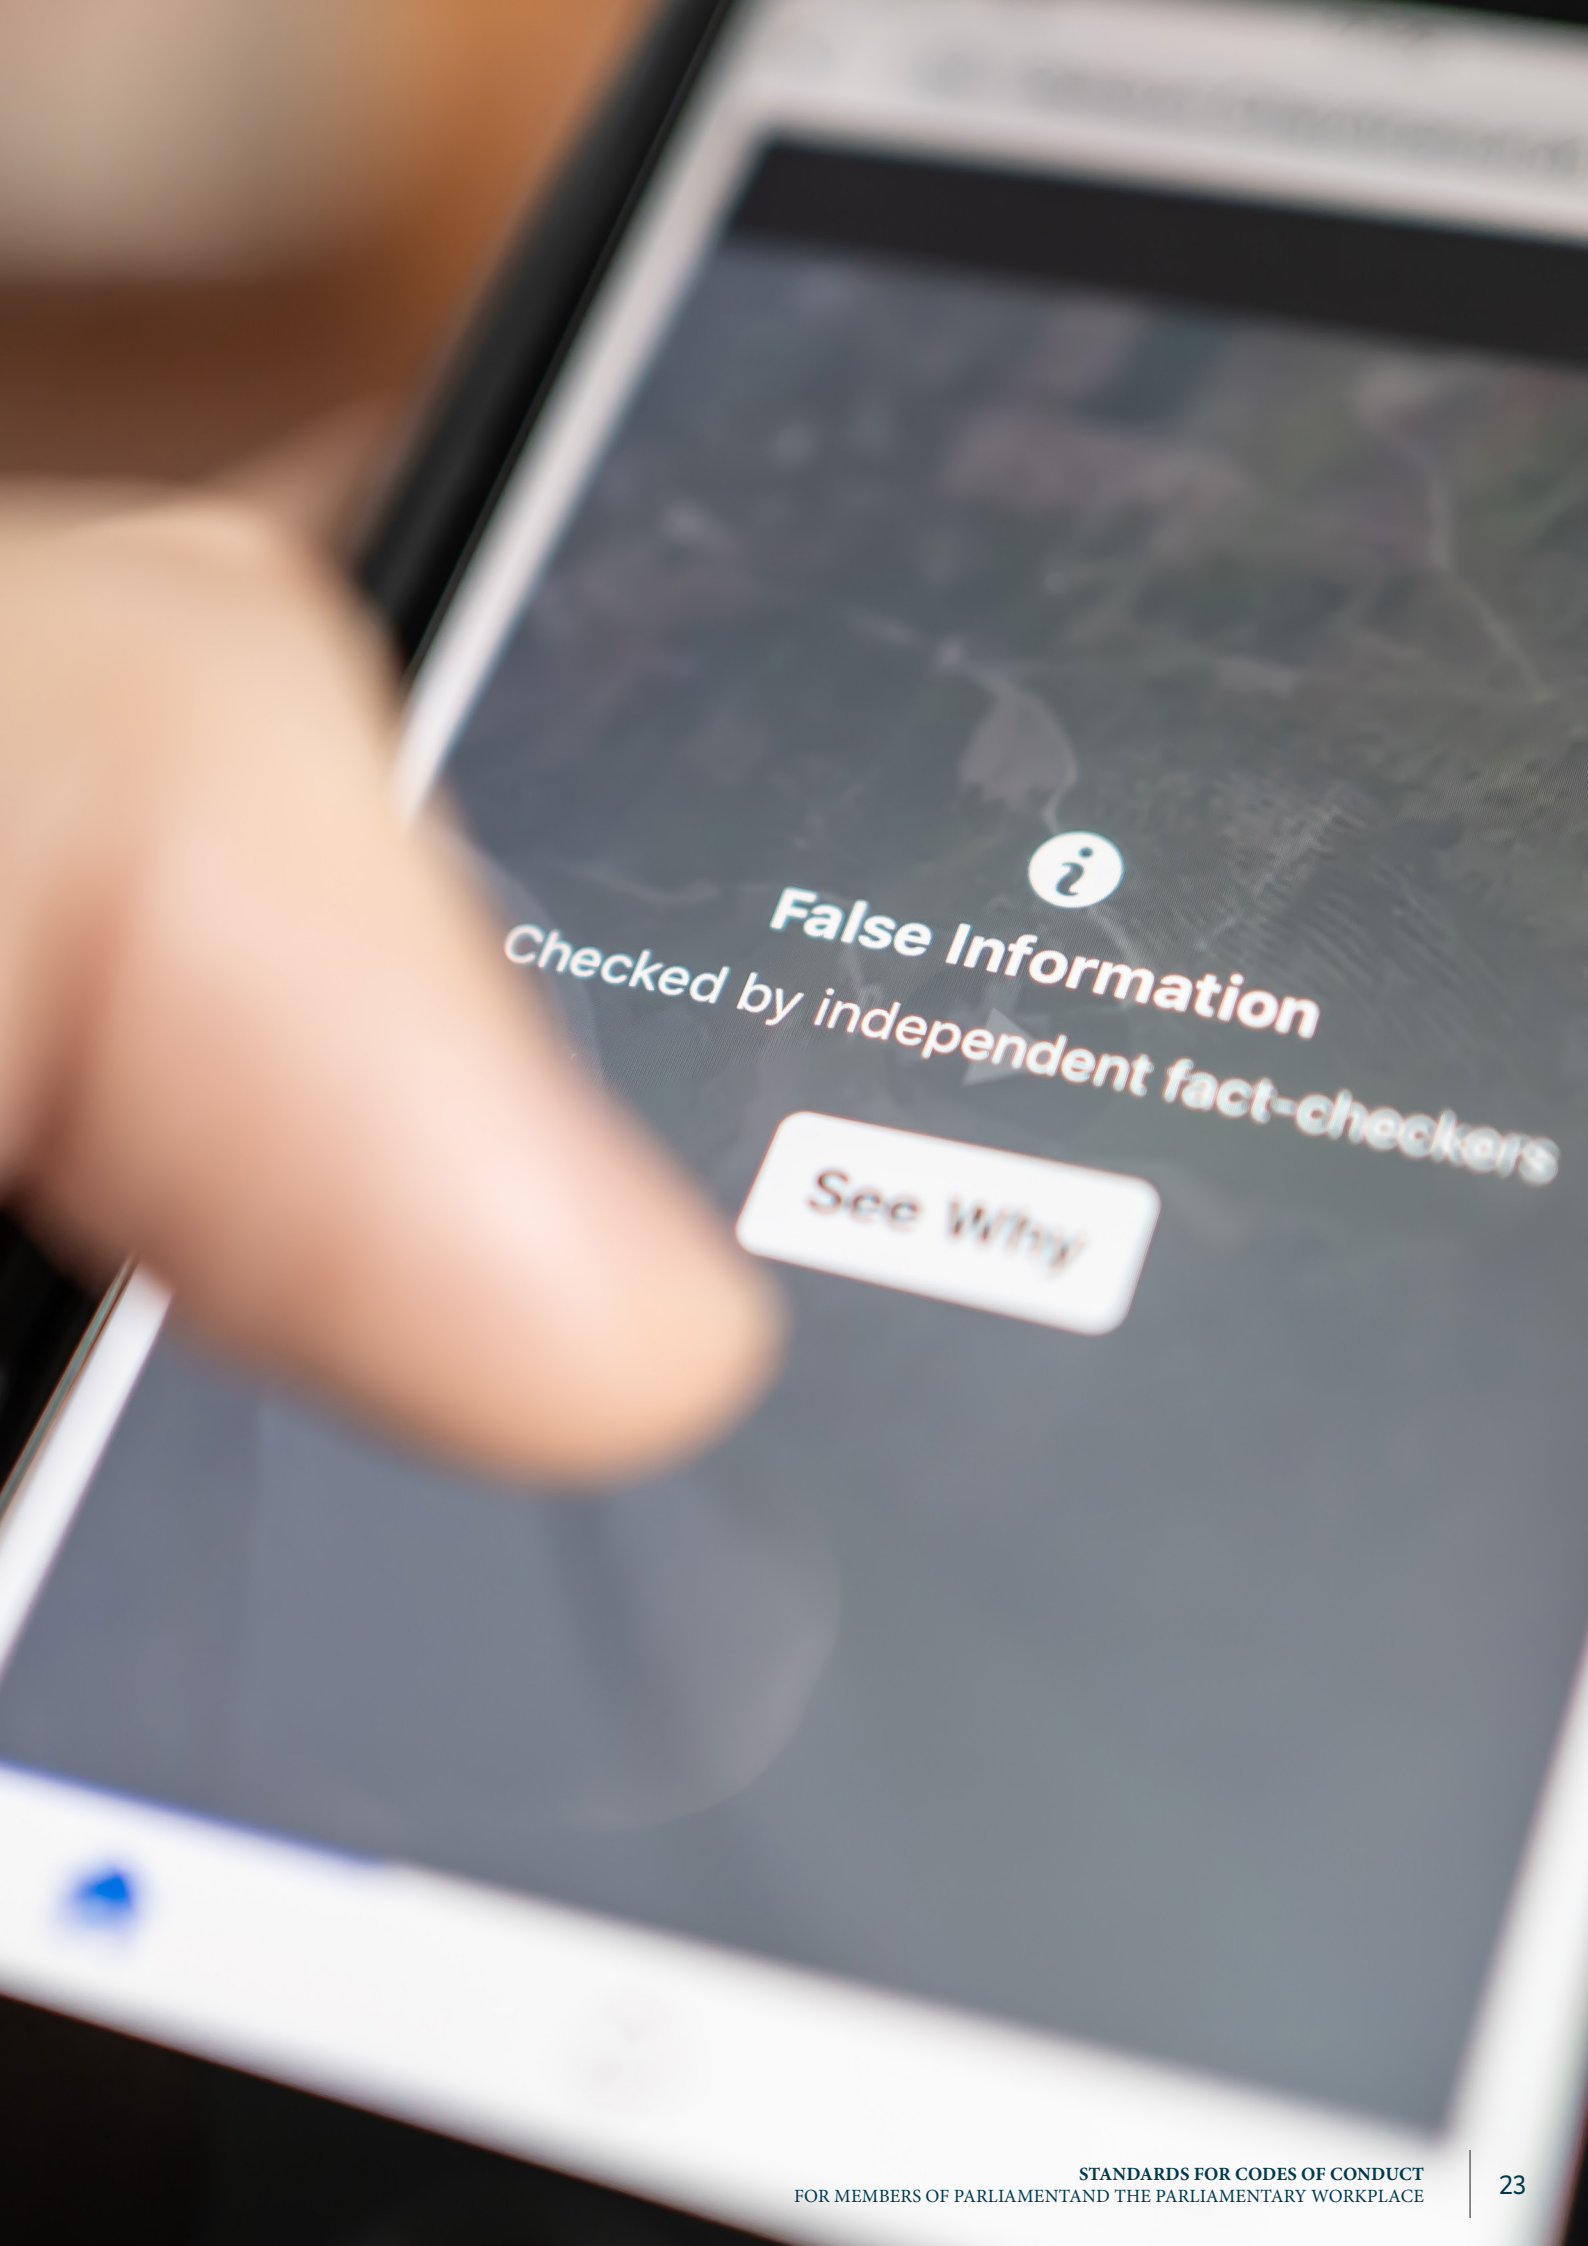 i
False Information
Checked by independent fact-checkers
See Why
STANDARDS FOR CODES OF CONDUCT
FOR MEMBERS OF PARLIAMENTAND THE PARLIAMENTARY WORKPLACE
23